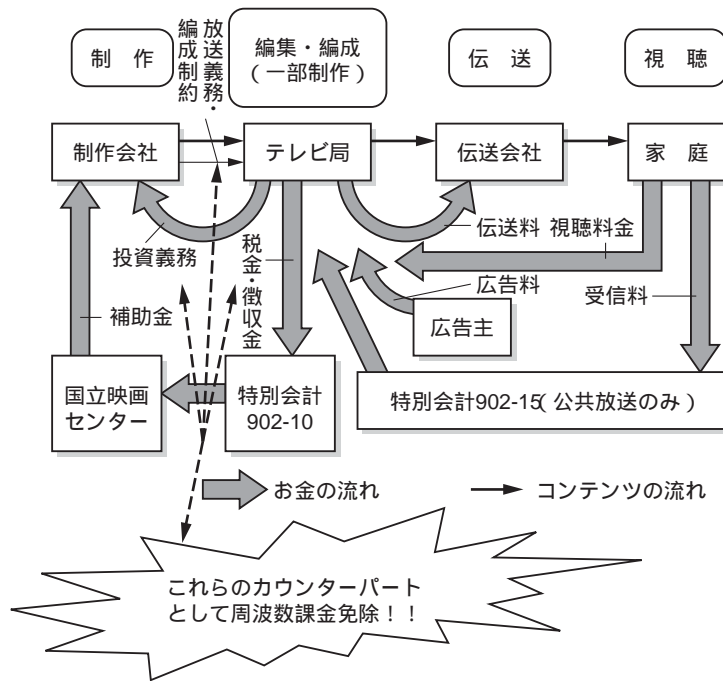 制 作
放送義務・
編成制約
編集・編成
（一部制作）
伝 送
視 聴
制作会社
テレビ局
伝送会社
家 庭
投資義務
税金・徴収金
伝送料
視聴料金
広告料
受信料
補助金
広告主
国立映画
センター
特別会計
902-10
特別会計902-15（公共放送のみ）
お金の流れ
コンテンツの流れ
これらのカウンターパート
として周波数課金免除！！